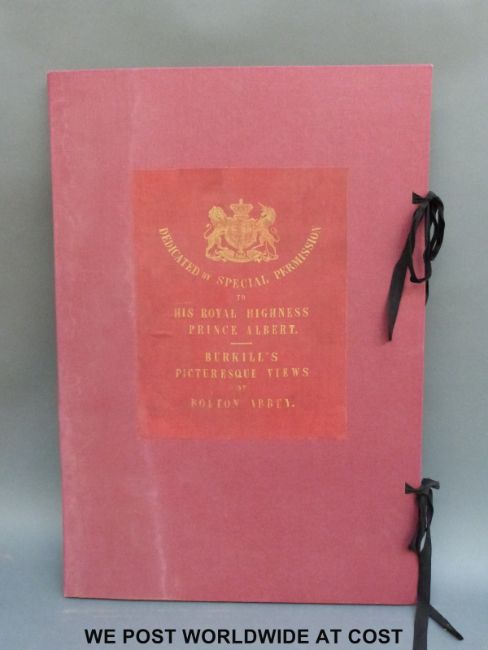 DEDICATED BY SPECIAL PERMISSION
TO
HIS ROYAL HIGHNESS
PRINCE ALBERT.
BURKILL'S
PICTURESQUE VIEWS
OF
BOLTON ABBEY.
WE POST WORLDWIDE AT COST